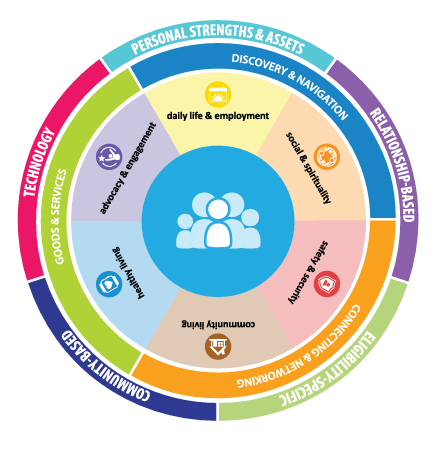 PERSONAL STRENGTHS & ASSETS
RELATIONSHIP-BASED
ELIGIBILITY-SPECIFIC
COMMUNITY-BASED
TECHNOLOGY
DISCOVERY & NAVIGATION
CONNECTING & NETWORKING
GOODS & SERVICES
daily life & employment
social & spirituality
safety & security
community living
healthy living
advocacy & engagement